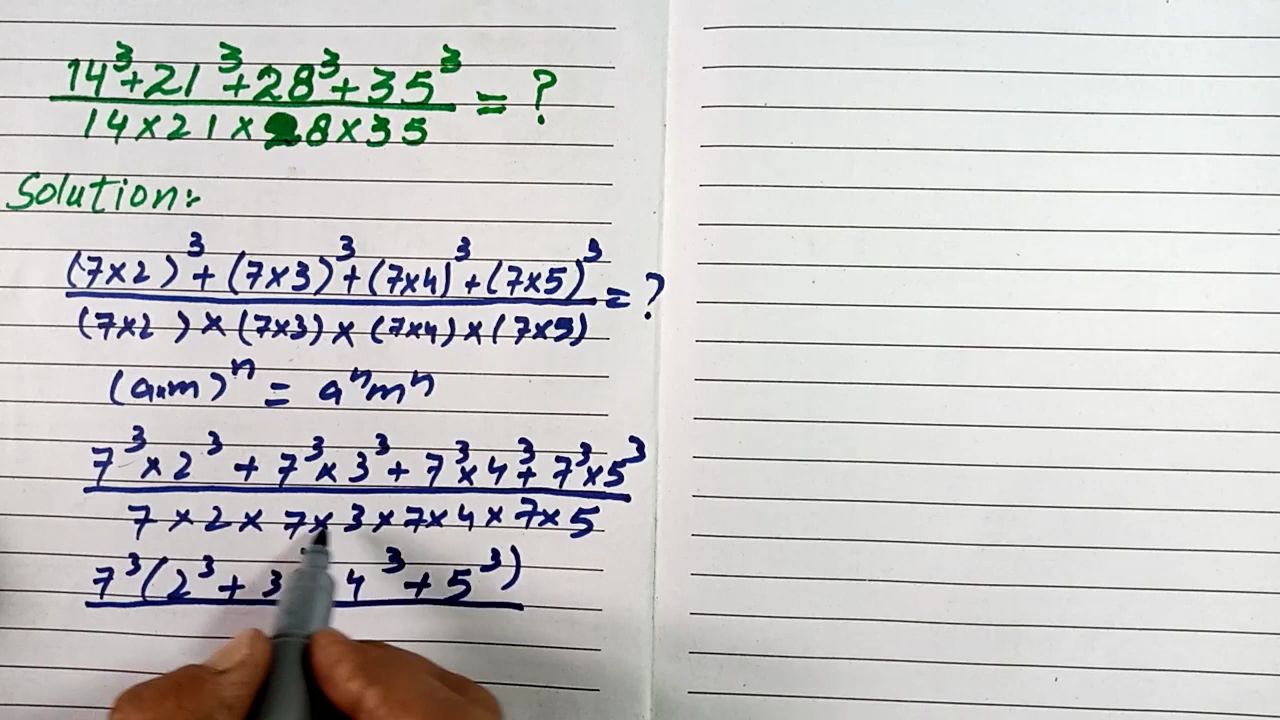 14³+21³+28³+35³ = ?
14×21×28×35
Solution:
(7×2)³+(7×3)³+(7×4)³+(7×5)³ = ?
(7×2)×(7×3)×(7×4)×(7×5)
(a×m)ⁿ = aⁿmⁿ
7³×2³+7³×3³+7³×4³+7³×5³
7×2×7×3×7×4×7×5
7³(2³+3 4³+5³)